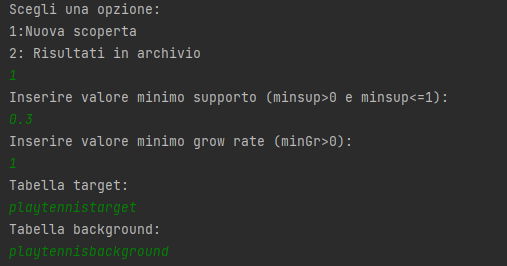 Scegli una opzione:
1:Nuova scoperta
2: Risultati in archivio
1
Inserire valore minimo supporto (minsup>0 e minsup<=1):
0.3
Inserire valore minimo grow rate (minGr>0):
1
Tabella target:
playtennistarget
Tabella background:
playtennisbackground